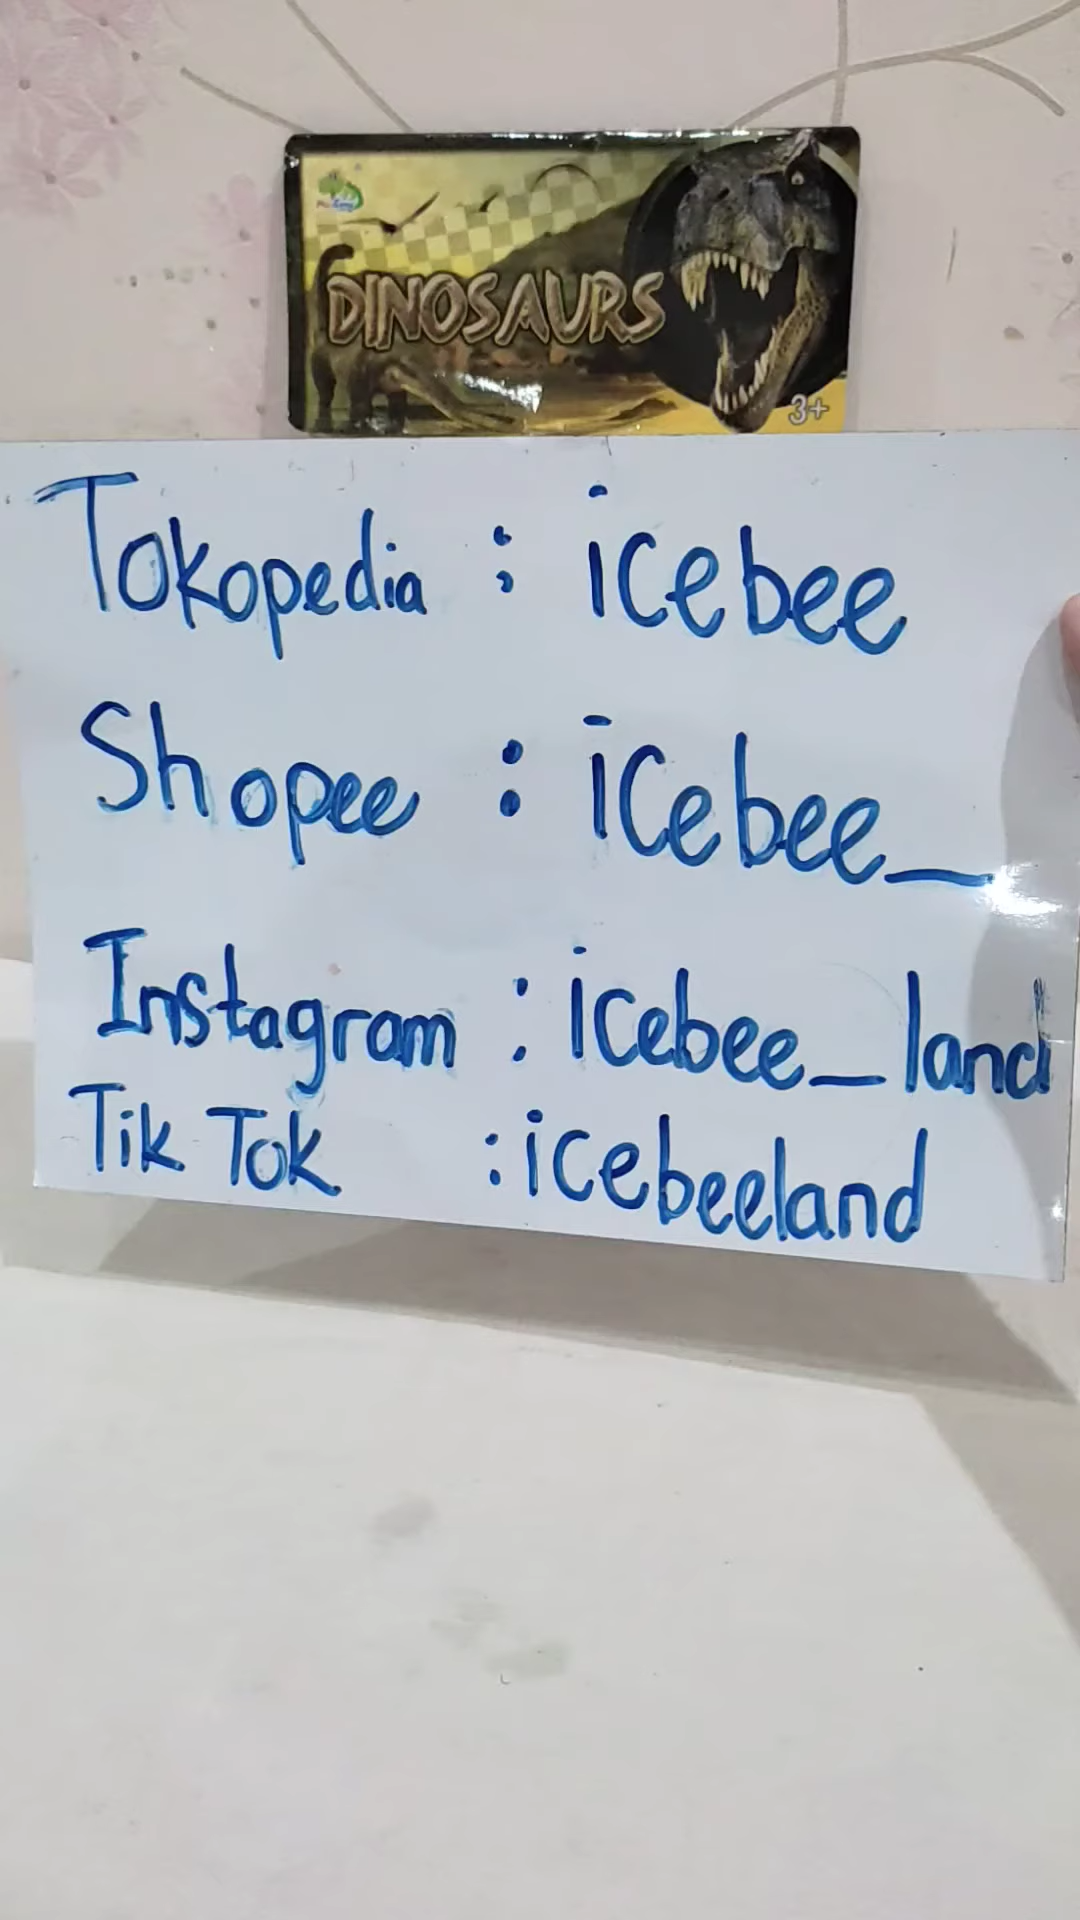 DINOSAURS
3+
Tokopedia : icebee
Shopee : icebee_
Instagram : icebee_land
Tik Tok : icebeeland